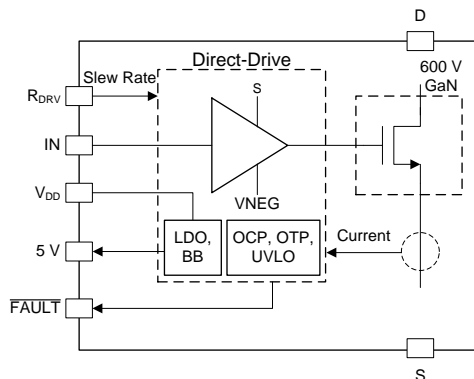 D
Direct-Drive
600 V
GaN
Slew Rate
RDRV
S
IN
VNEG
VDD
LDO,
BB
OCP, OTP,
UVLO
Current
5 V
FAULT
S